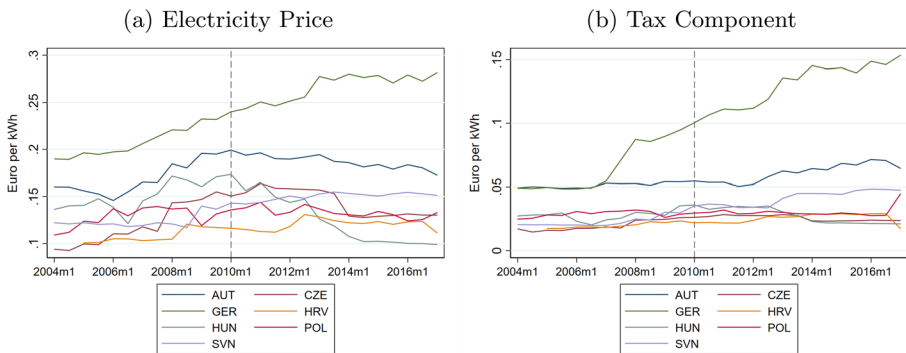 (a) Electricity Price
Euro per kWh
.3
.25
.2
.15
.1
2004m1 2006m1 2008m1 2010m1 2012m1 2014m1 2016m1
AUT CZE
GER HRV
HUN POL
SVN
(b) Tax Component
Euro per kWh
.15
.1
.05
0
2004m1 2006m1 2008m1 2010m1 2012m1 2014m1 2016m1
AUT CZE
GER HRV
HUN POL
SVN